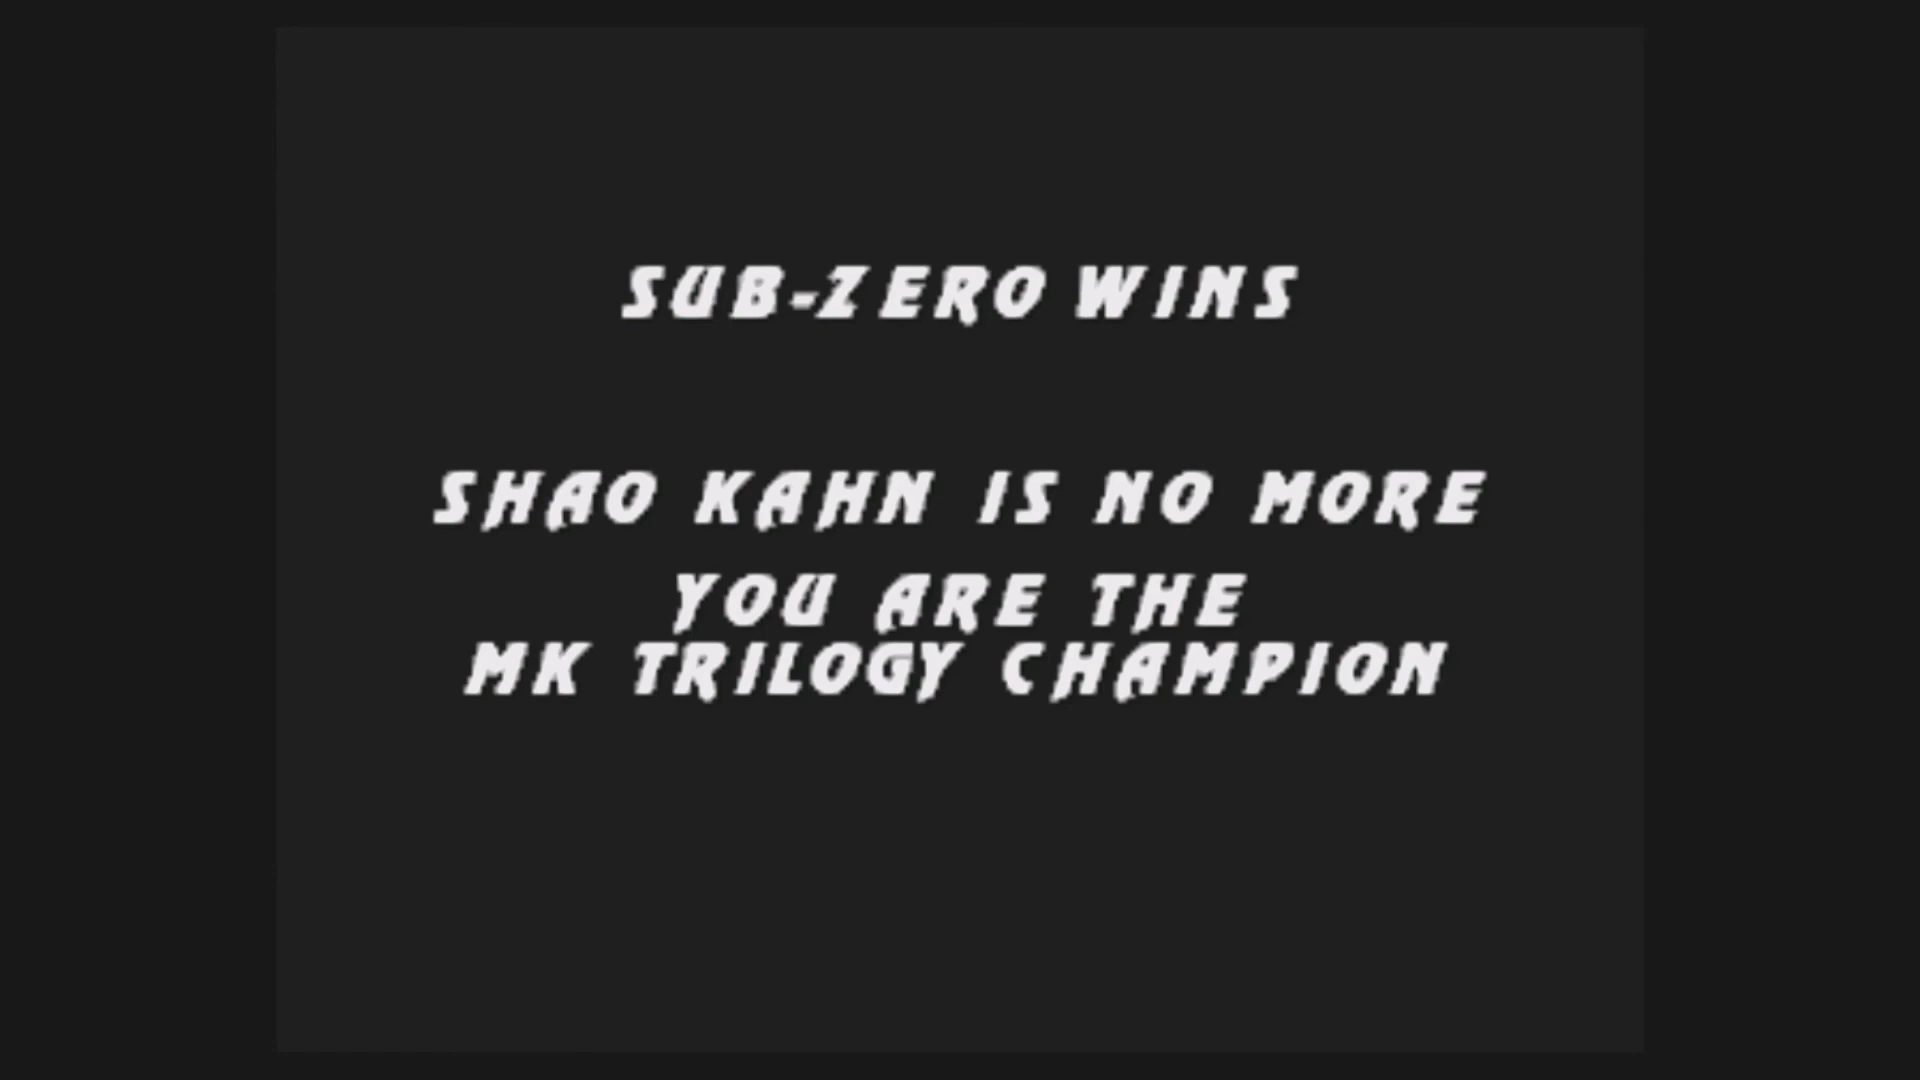 SUB-ZERO WINS
SHAO KAHN IS NO MORE
YOU ARE THE
MK TRILOGY CHAMPION